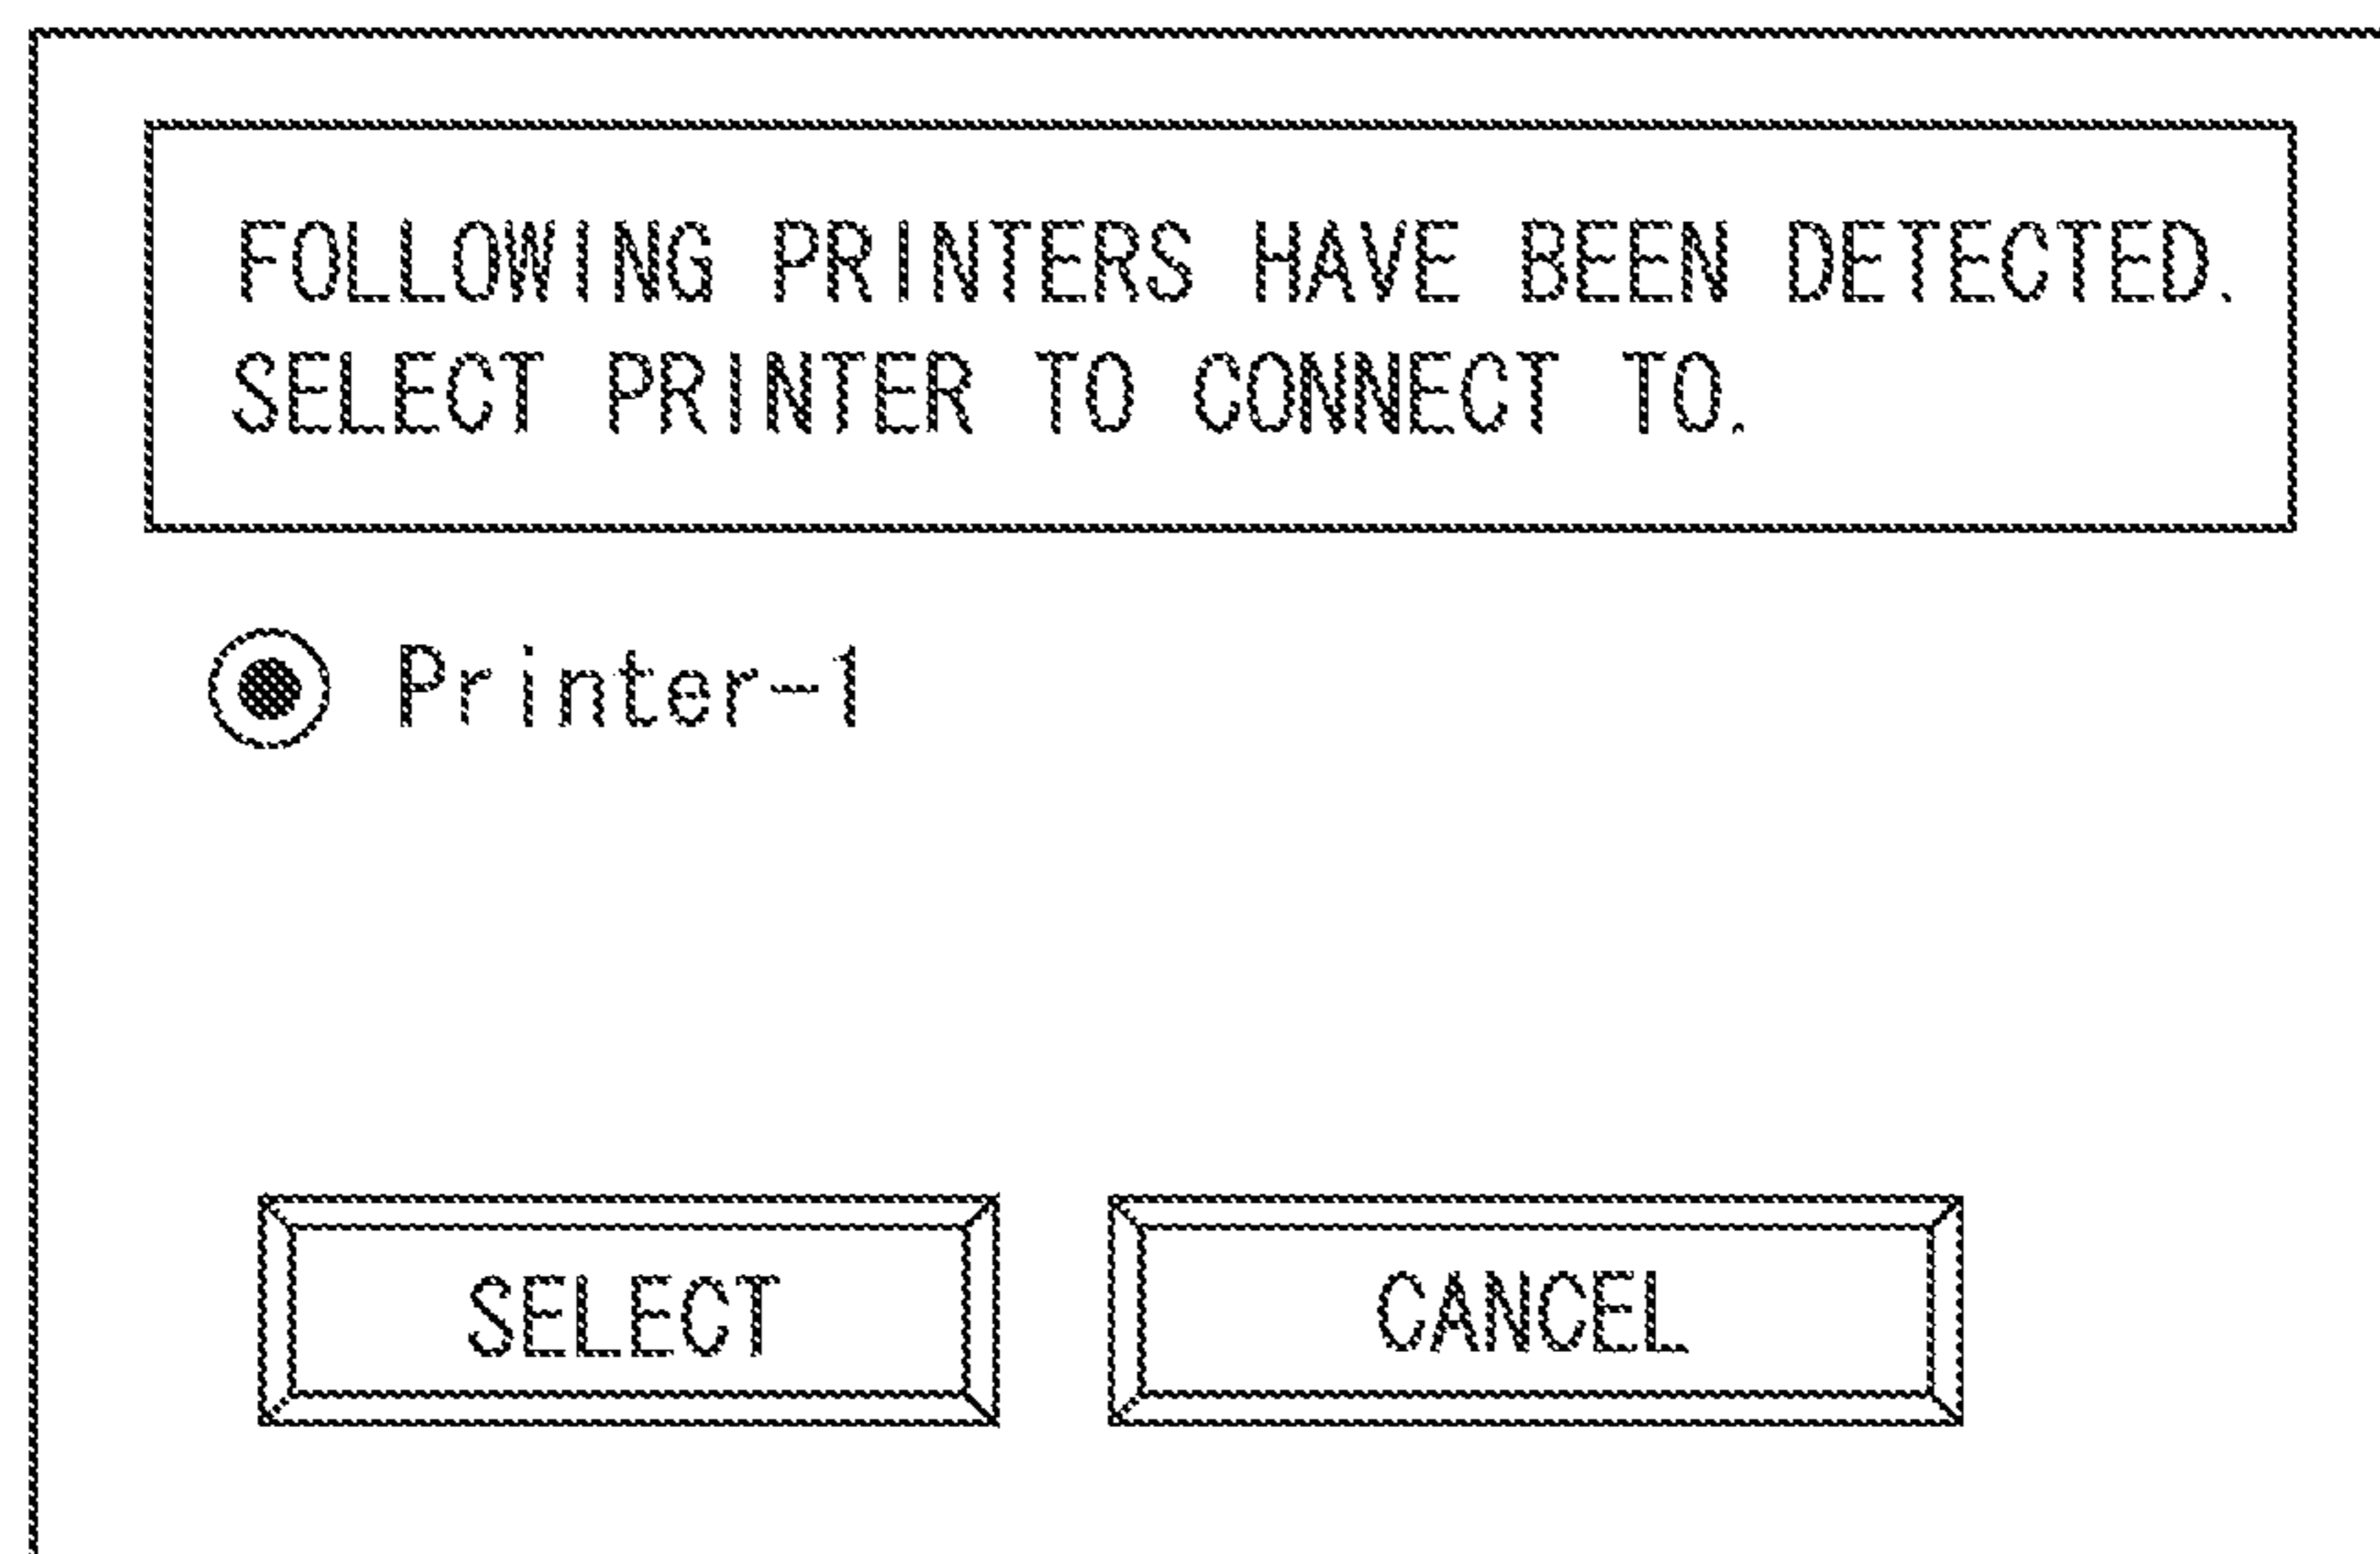 FOLLOWING PRINTERS HAVE BEEN DETECTED.
SELECT PRINTER TO CONNECT TO.
Printer-1
SELECT
CANCEL